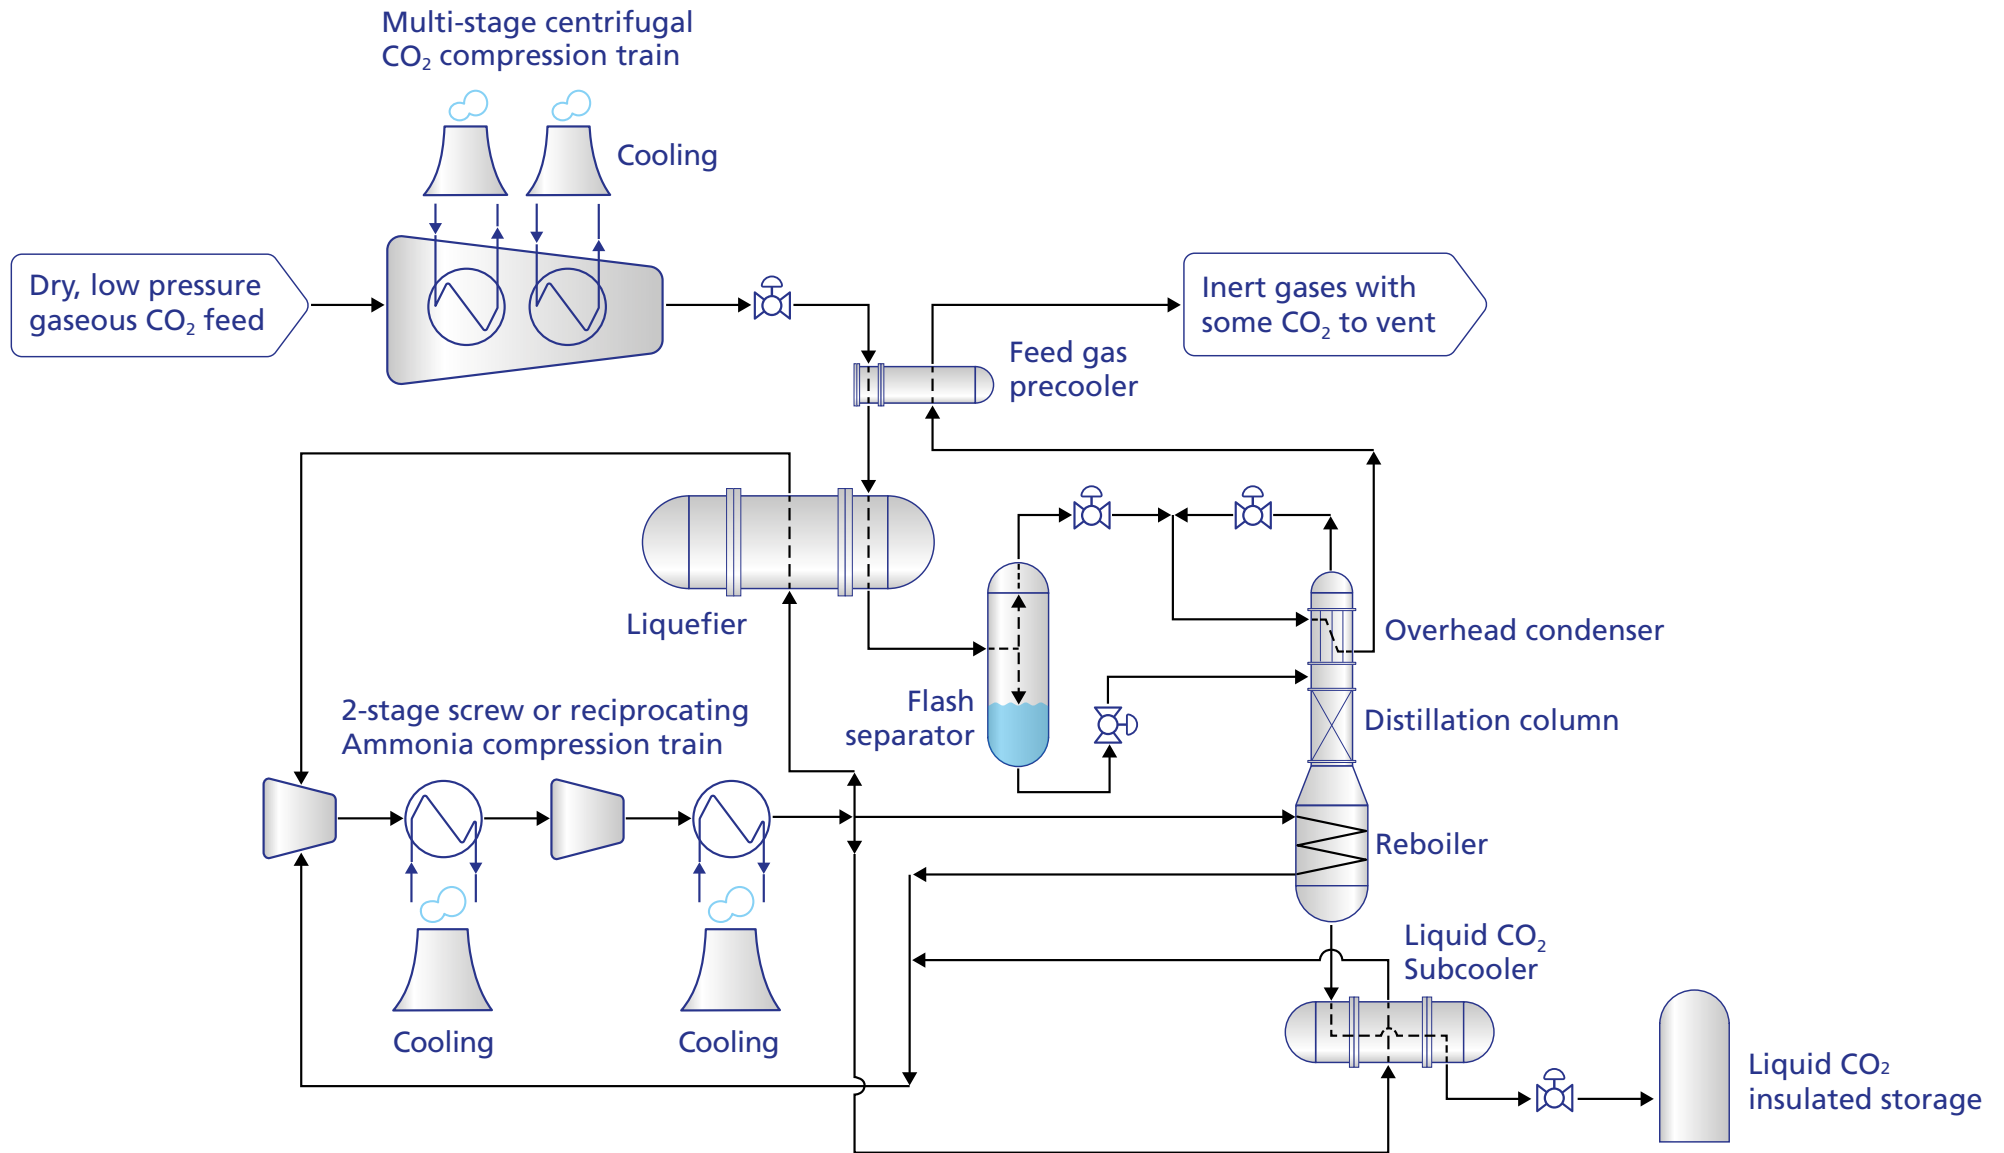 Multi-stage centrifugal
CO₂ compression train
Cooling
Dry, low pressure
gaseous CO₂ feed
Inert gases with
some CO₂ to vent
Feed gas
precooler
Liquefier
Overhead condenser
Flash
separator
Distillation column
2-stage screw or reciprocating
Ammonia compression train
Reboiler
Liquid CO₂
Subcooler
Cooling
Cooling
Liquid CO₂
insulated storage